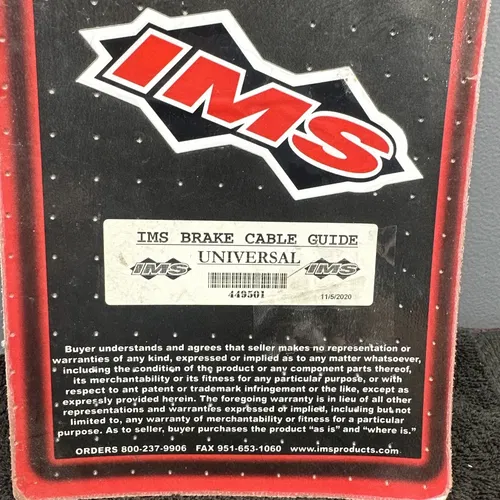 IMS
IMS BRAKE CABLE GUIDE
UNIVERSAL
IMS IMS
449501
11/5/2020
Buyer understands and agrees that seller makes no representation or
warranties of any kind, expressed or implied as to any matter whatsoever,
including the condition of the product or any component parts thereof,
its merchantability or its fitness for any particular purpose, or with
respect to ant patent or trademark infringement or the like, except as
expressly provided herein. The foregoing warranty is in lieu of all other
representations and warranties expressed or implied, including but not
limited to, any warranty of merchantability or fitness for a particular
purpose. As to seller, buyer purchases the product “as is” and “where is.”
ORDERS 800-237-9906 FAX 951-653-1060 www.imsproducts.com